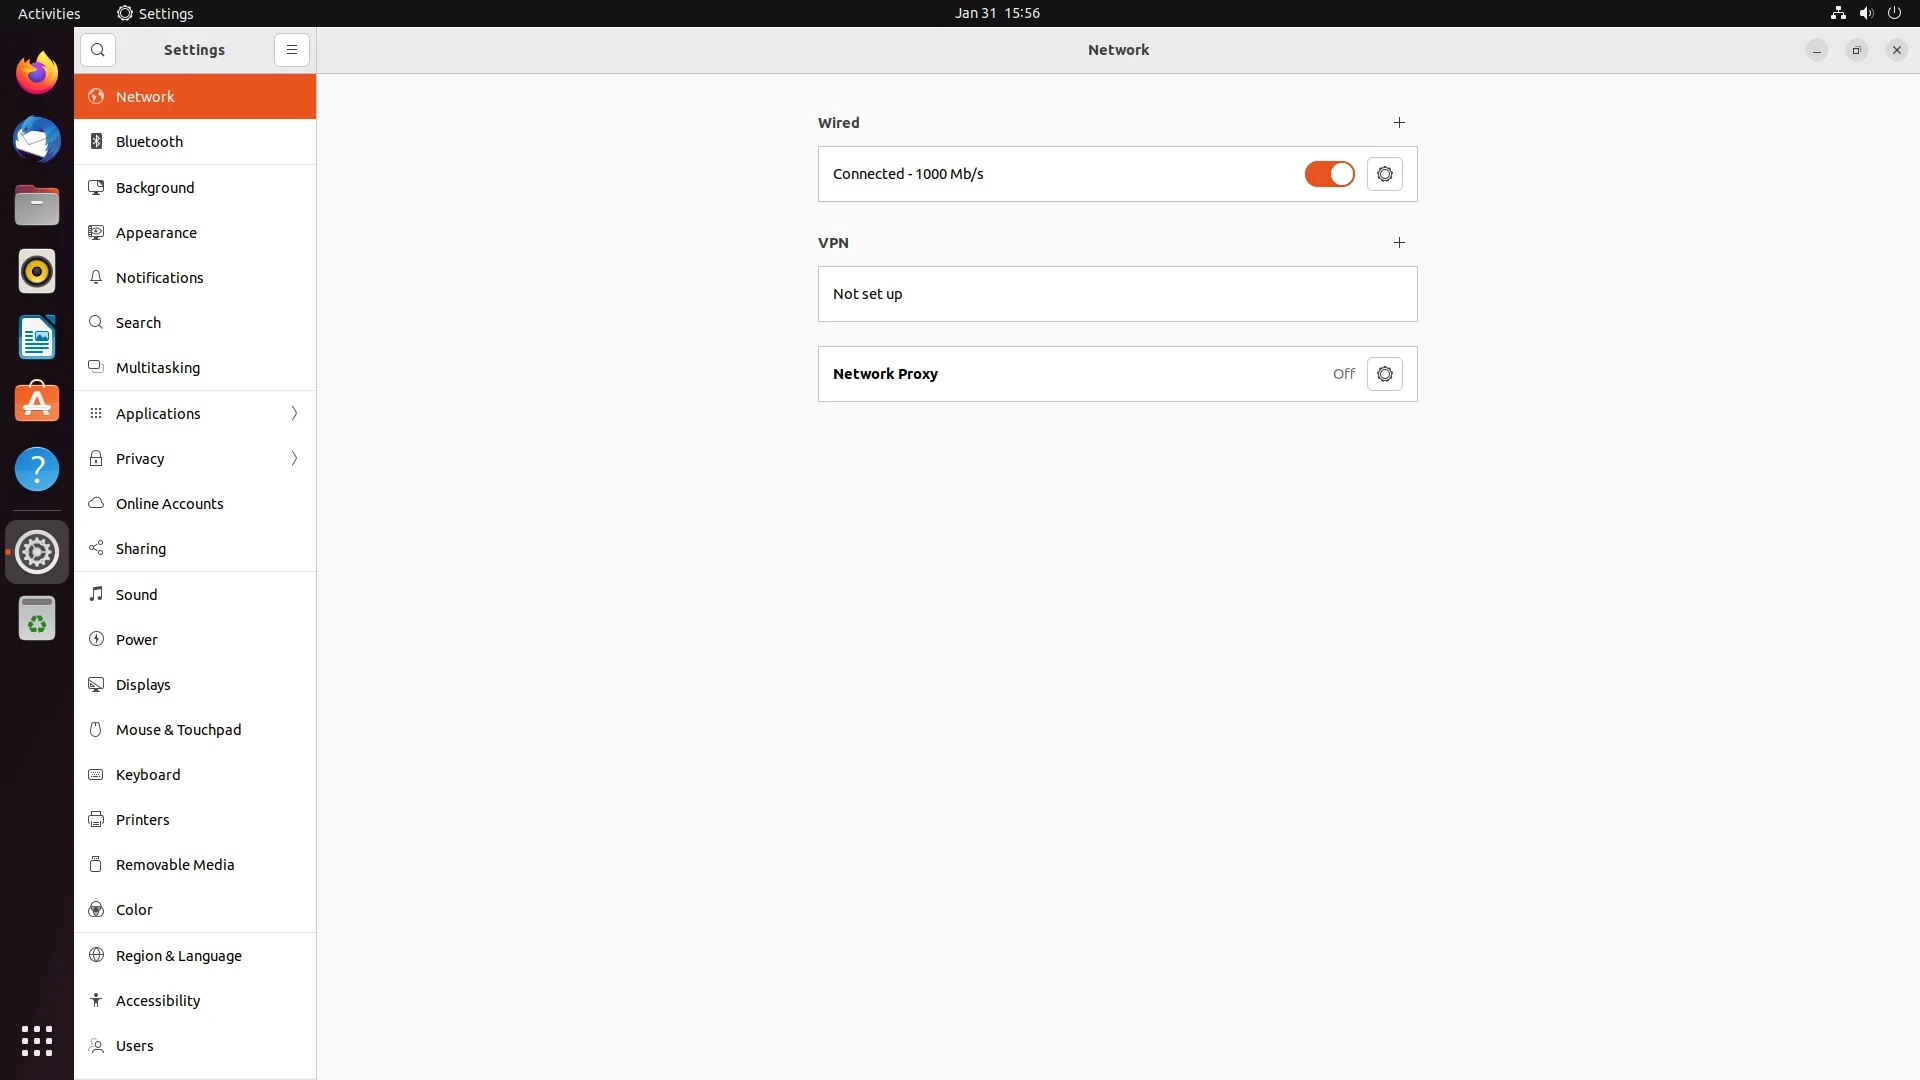 Activities
Settings
Jan 31 15:56
Settings
Network
Network
Bluetooth
Background
Appearance
Notifications
Search
Multitasking
Applications
Privacy
Online Accounts
Sharing
Sound
Power
Displays
Mouse & Touchpad
Keyboard
Printers
Removable Media
Color
Region & Language
Accessibility
Users
Wired
Connected - 1000 Mb/s
VPN
Not set up
Network Proxy
Off